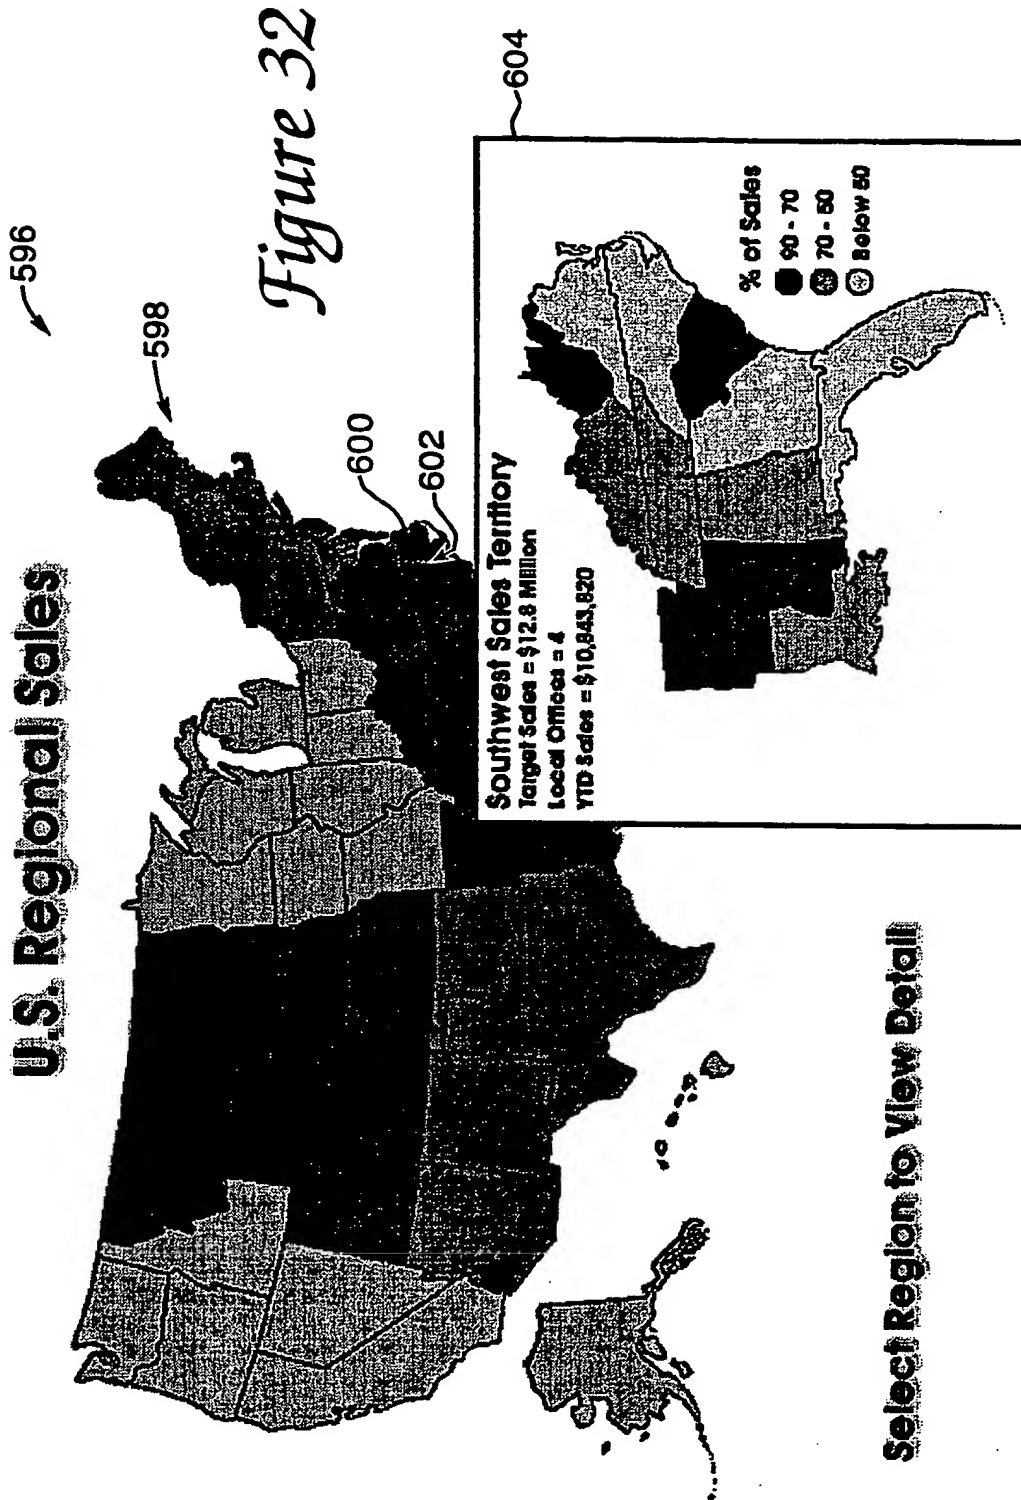 U.S. Regional Sales
596
598
Figure 32
600
602
604
Southwest Sales Territory
Target Sales = $12.8 Million
Local Offices = 4
YTD Sales = $10,843,820
% of Sales
90 - 70
70 - 50
Below 50
Select Region to View Detail